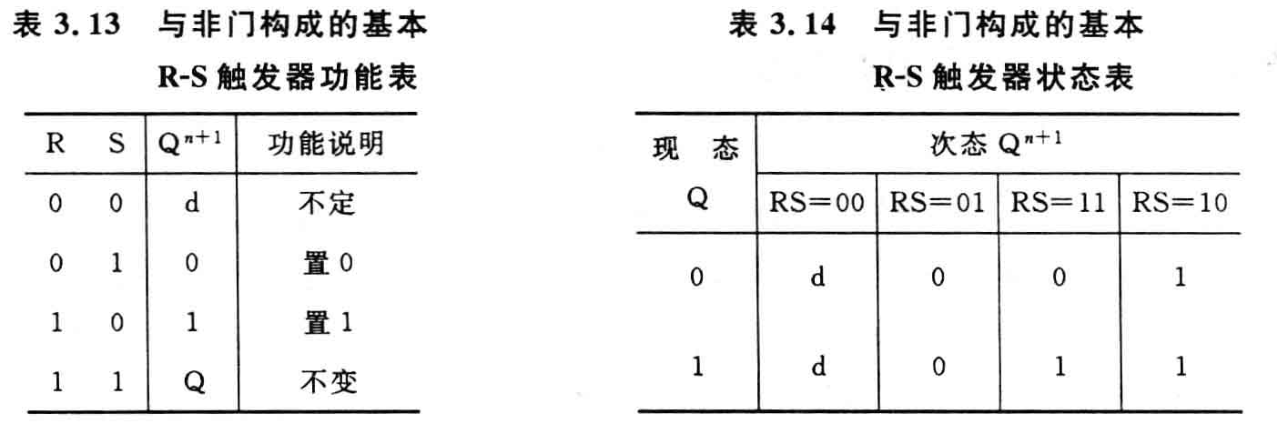 表 3.13 与非门构成的基本
R-S 触发器功能表
R S Qⁿ⁺¹ 功能说明
0 0 d 不定
0 1 0 置 0
1 0 1 置 1
1 1 Q 不变
表 3.14 与非门构成的基本
R-S 触发器状态表
现 态 次态 Qⁿ⁺¹
Q RS=00 RS=01 RS=11 RS=10
0 d 0 0 1
1 d 0 1 1